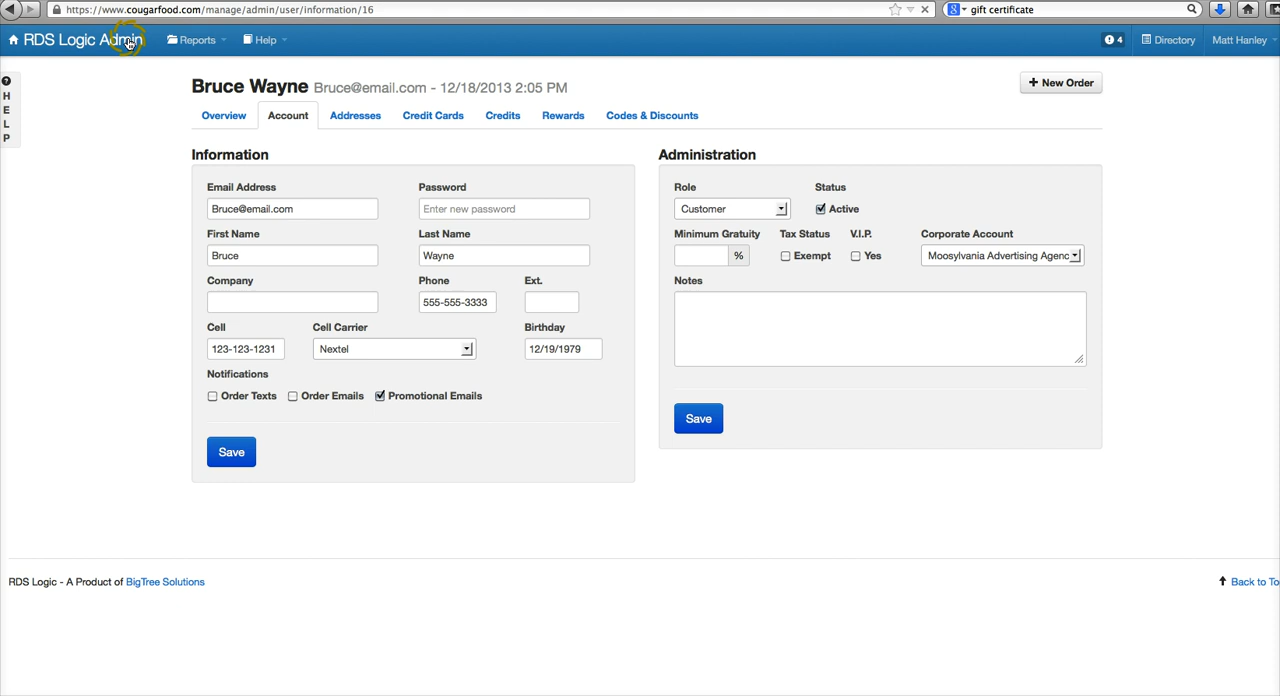 https://www.cougarfood.com/manage/admin/user/information/16
gift certificate
RDS Logic Admin
Reports
Help
4
Directory
Matt Hanley
HELP
Bruce Wayne Bruce@email.com - 12/18/2013 2:05 PM
New Order
Overview
Account
Addresses
Credit Cards
Credits
Rewards
Codes & Discounts
Information
Email Address
Password
Bruce@email.com
Enter new password
First Name
Last Name
Bruce
Wayne
Company
Phone
Ext.
555-555-3333
Cell
Cell Carrier
Birthday
123-123-1231
Nextel
12/19/1979
Notifications
Order Texts
Order Emails
Promotional Emails
Save
Administration
Role
Status
Customer
Active
Minimum Gratuity
Tax Status
V.I.P.
Corporate Account
%
Exempt
Yes
Moosylvania Advertising Agenc
Notes
Save
RDS Logic - A Product of BigTree Solutions
Back to To